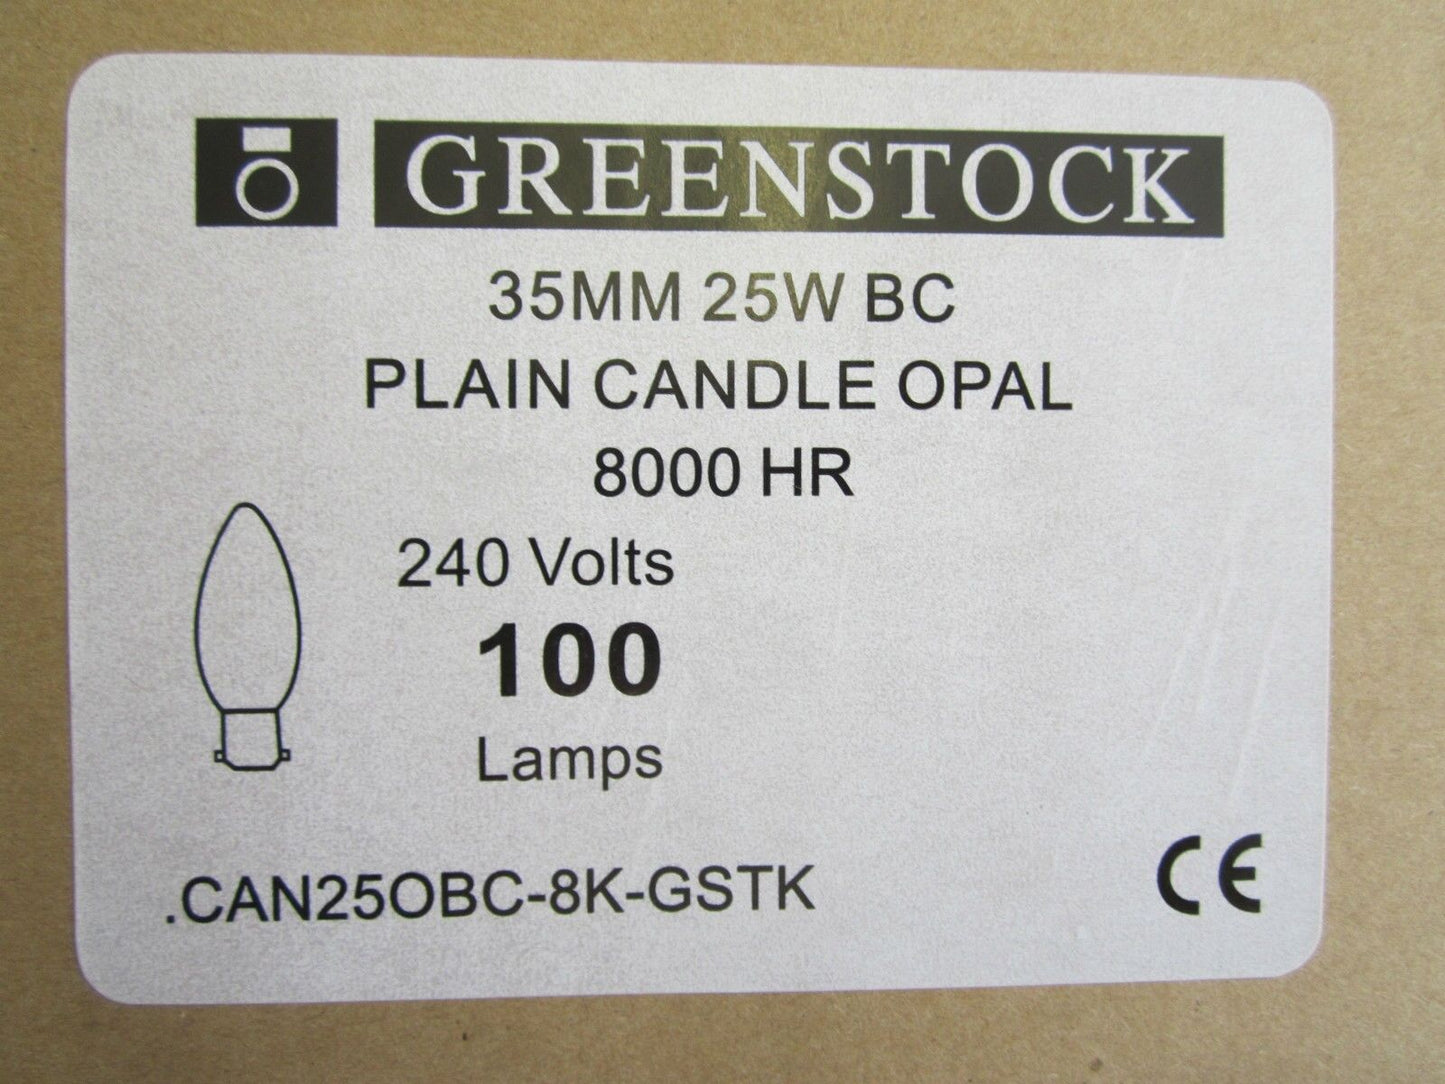 GREENSTOCK
35MM 25W BC
PLAIN CANDLE OPAL
8000 HR
240 Volts
100
Lamps
.CAN25OBC-8K-GSTK
CE